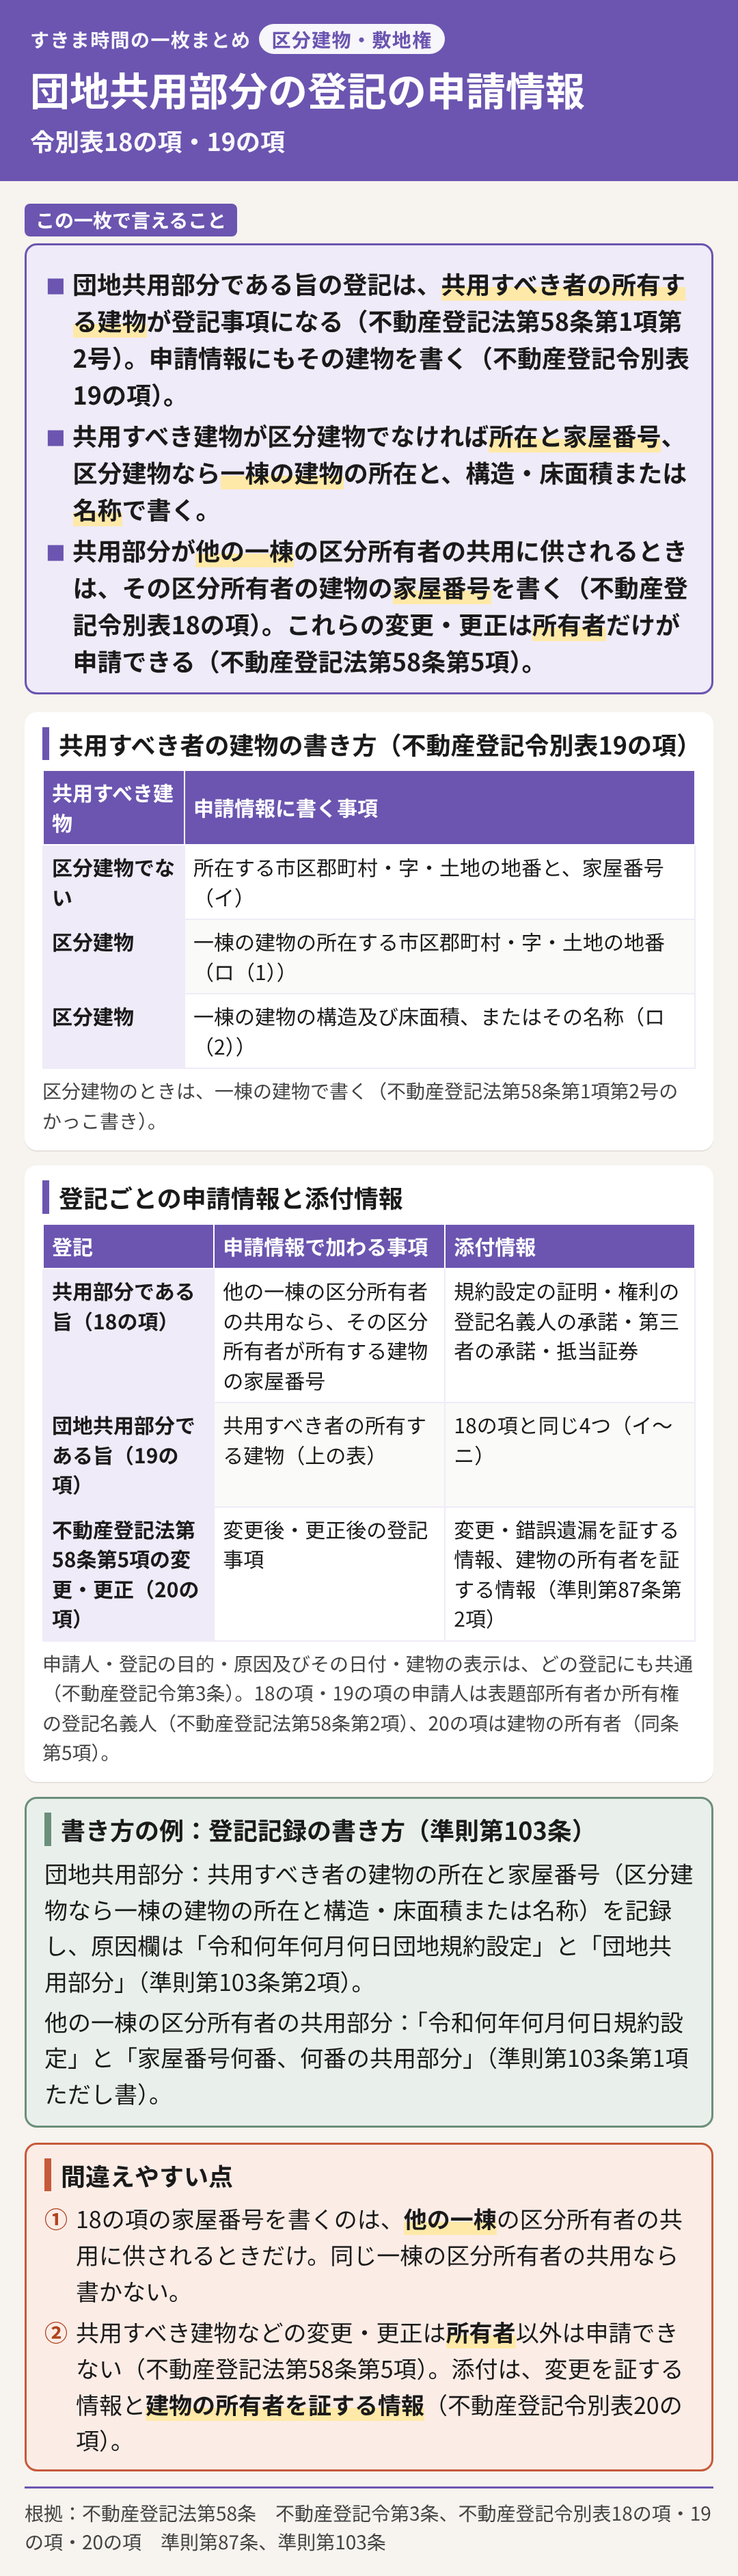 すきま時間の一枚まとめ 区分建物・敷地権
団地共用部分の登記の申請情報
令別表18の項・19の項
この一枚で言えること
■ 団地共用部分である旨の登記は、共用すべき者の所有す
る建物が登記事項になる（不動産登記法第58条第1項第
2号）。申請情報にもその建物を書く（不動産登記令別表
19の項）。
■ 共用すべき建物が区分建物でなければ所在と家屋番号、
区分建物なら一棟の建物の所在と、構造・床面積または
名称で書く。
■ 共用部分が他の一棟の区分所有者の共用に供されるとき
は、その区分所有者の建物の家屋番号を書く（不動産登
記令別表18の項）。これらの変更・更正は所有者だけが
申請できる（不動産登記法第58条第5項）。
共用すべき者の建物の書き方（不動産登記令別表19の項）
共用すべき建
物
申請情報に書く事項
区分建物でな
い
所在する市区郡町村・字・土地の地番と、家屋番号
（イ）
区分建物
一棟の建物の所在する市区郡町村・字・土地の地番
（ロ（1））
区分建物
一棟の建物の構造及び床面積、またはその名称（ロ
（2））
区分建物のときは、一棟の建物で書く（不動産登記法第58条第1項第2号の
かっこ書き）。
登記ごとの申請情報と添付情報
登記 申請情報で加わる事項 添付情報
共用部分である
旨（18の項）
他の一棟の区分所有者
の共用なら、その区分
所有者が所有する建物
の家屋番号
規約設定の証明・権利の
登記名義人の承諾・第三
者の承諾・抵当証券
団地共用部分で
ある旨（19の
項）
共用すべき者の所有す
る建物（上の表）
18の項と同じ4つ（イ〜
ニ）
不動産登記法第
58条第5項の変
更・更正（20の
項）
変更後・更正後の登記
事項
変更・錯誤遺漏を証する
情報、建物の所有者を証
する情報（準則第87条第
2項）
申請人・登記の目的・原因及びその日付・建物の表示は、どの登記にも共通
（不動産登記令第3条）。18の項・19の項の申請人は表題部所有者か所有権
の登記名義人（不動産登記法第58条第2項）、20の項は建物の所有者（同条
第5項）。
書き方の例：登記記録の書き方（準則第103条）
団地共用部分：共用すべき者の建物の所在と家屋番号（区分建
物なら一棟の建物の所在と構造・床面積または名称）を記録
し、原因欄は「令和何年何月何日団地規約設定」と「団地共
用部分」（準則第103条第2項）。
他の一棟の区分所有者の共用部分：「令和何年何月何日規約設
定」と「家屋番号何番、何番の共用部分」（準則第103条第1項
ただし書）。
間違えやすい点
① 18の項の家屋番号を書くのは、他の一棟の区分所有者の共
用に供されるときだけ。同じ一棟の区分所有者の共用なら
書かない。
② 共用すべき建物などの変更・更正は所有者以外は申請でき
ない（不動産登記法第58条第5項）。添付は、変更を証する
情報と建物の所有者を証する情報（不動産登記令別表20の
項）。
根拠：不動産登記法第58条　不動産登記令第3条、不動産登記令別表18の項・19
の項・20の項　準則第87条、準則第103条